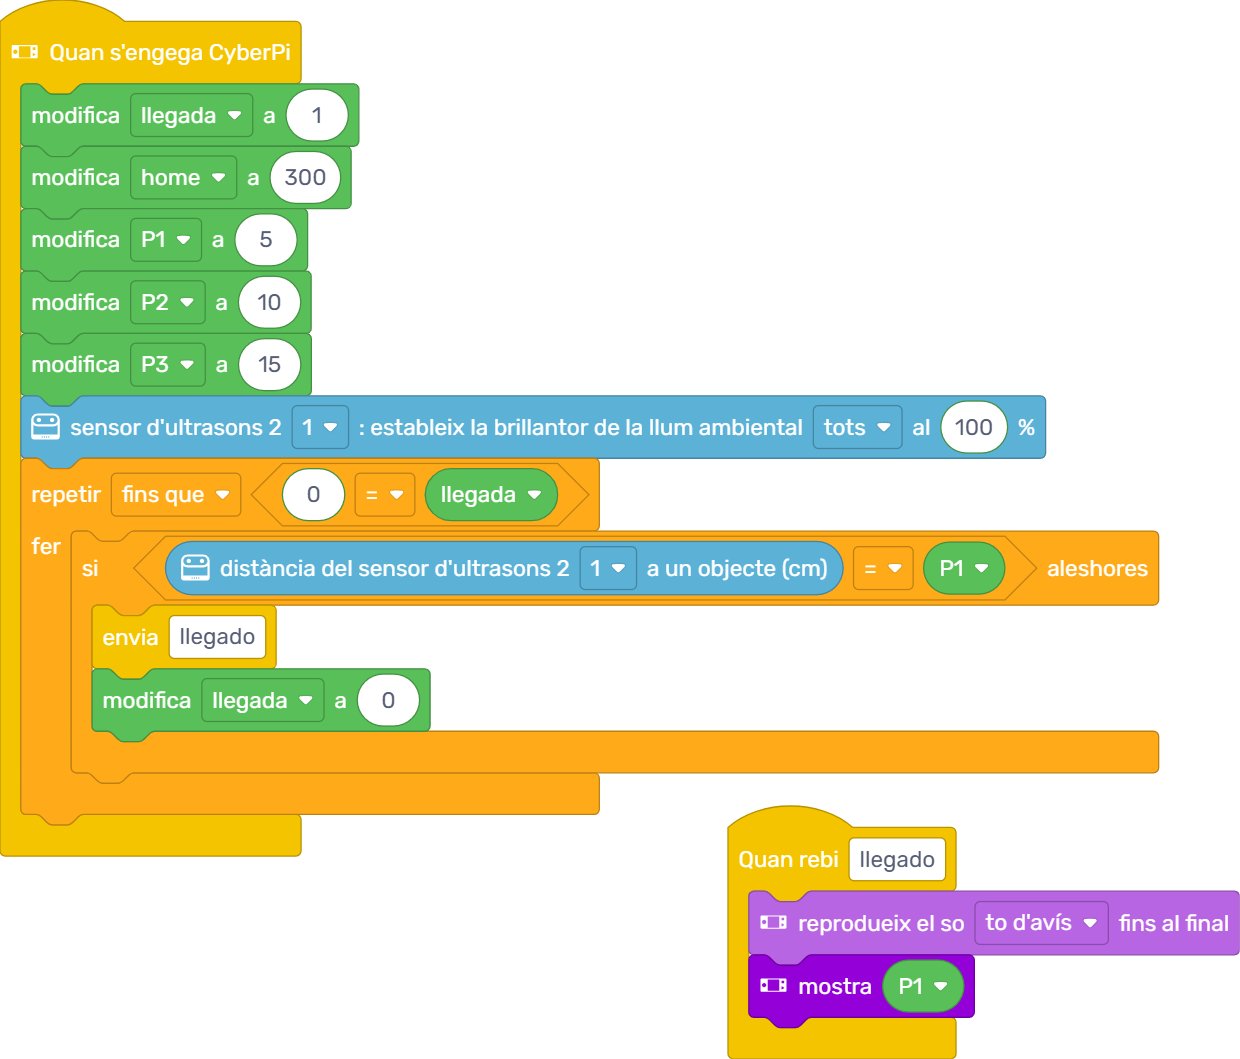 Quan s'engega CyberPi
modifica llegada a 1
modifica home a 300
modifica P1 a 5
modifica P2 a 10
modifica P3 a 15
sensor d'ultrasons 2 1 : estableix la brillantor de la llum ambiental tots al 100 %
repetir fins que 0 = llegada
fer
si distància del sensor d'ultrasons 2 1 a un objecte (cm) = P1 aleshores
envia llegado
modifica llegada a 0
Quan rebi llegado
reprodueix el so to d'avís fins al final
mostra P1